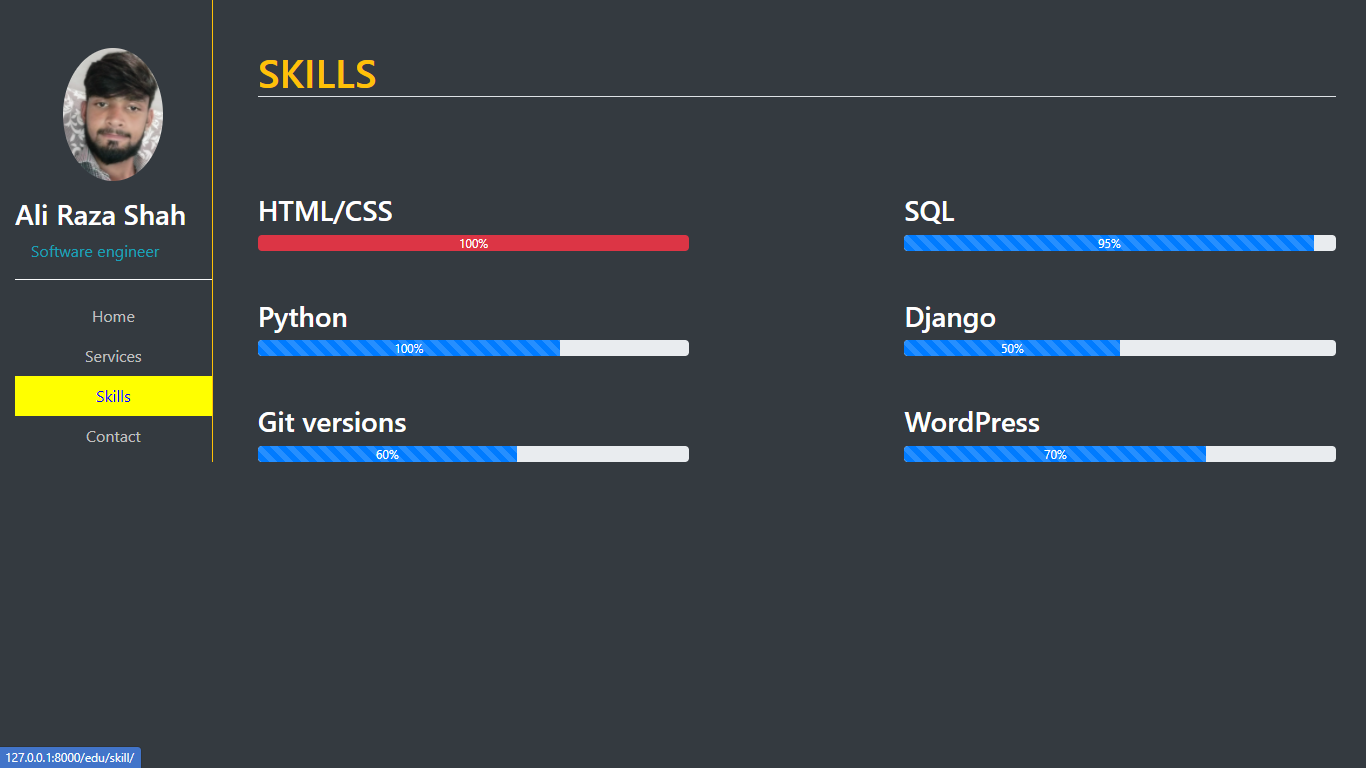 Ali Raza Shah
Software engineer
Home
Services
Skills
Contact
SKILLS
HTML/CSS
100%
SQL
95%
Python
100%
Django
50%
Git versions
60%
WordPress
70%
127.0.0.1:8000/edu/skill/